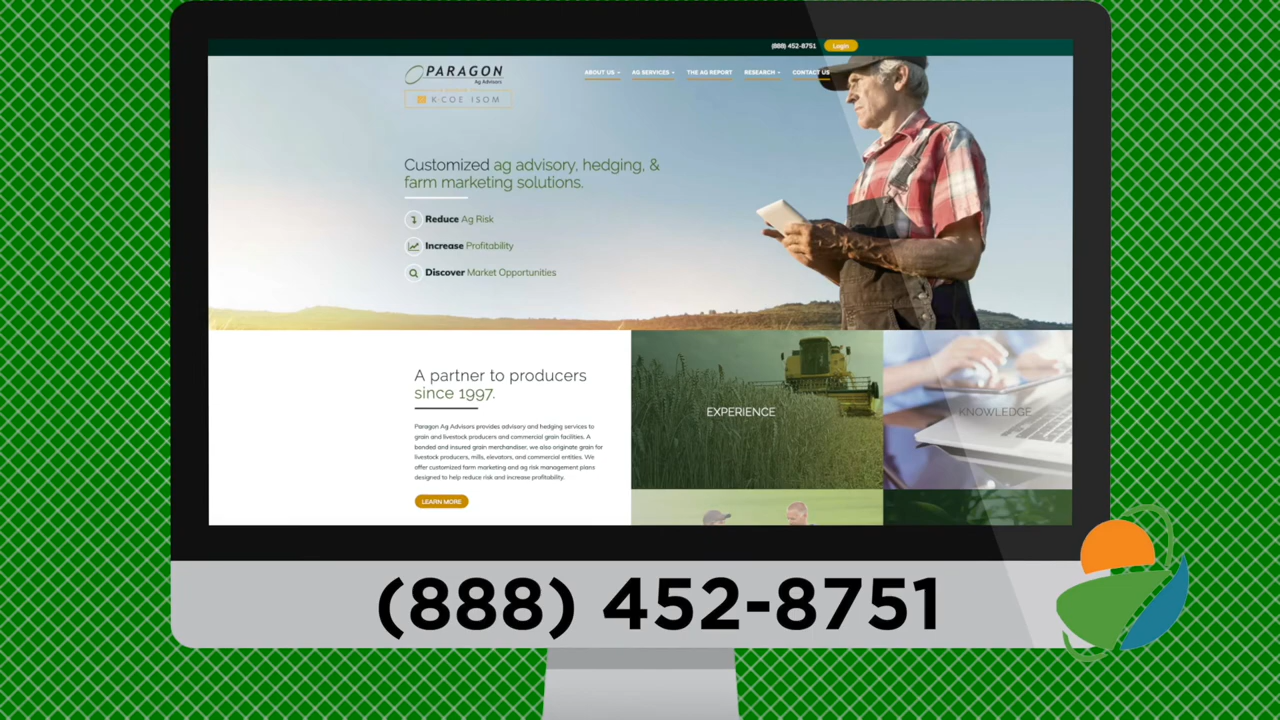 (888) 452-8751
Login
PARAGON
Ag Advisors
K·COE ISOM
ABOUT US
AG SERVICES
THE AG REPORT
RESEARCH
CONTACT US
Customized ag advisory, hedging, &
farm marketing solutions.
Reduce Ag Risk
Increase Profitability
Discover Market Opportunities
A partner to producers
since 1997.
Paragon Ag Advisors provides advisory and hedging services to
grain and livestock producers and commercial grain facilities. A
bonded and insured grain merchandiser, we also originate grain for
livestock producers, mills, elevators, and commercial entities. We
offer customized farm marketing and ag risk management plans
designed to help reduce risk and increase profitability.
LEARN MORE
EXPERIENCE
KNOWLEDGE
(888) 452-8751